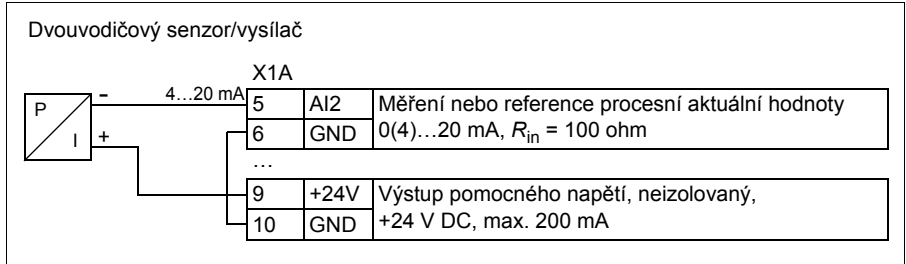 Dvouvodičový senzor/vysílač
X1A
P
I
-
+
4…20 mA
5 AI2 Měření nebo reference procesní aktuální hodnoty
6 GND 0(4)…20 mA, Rin = 100 ohm
…
9 +24V Výstup pomocného napětí, neizolovaný,
10 GND +24 V DC, max. 200 mA